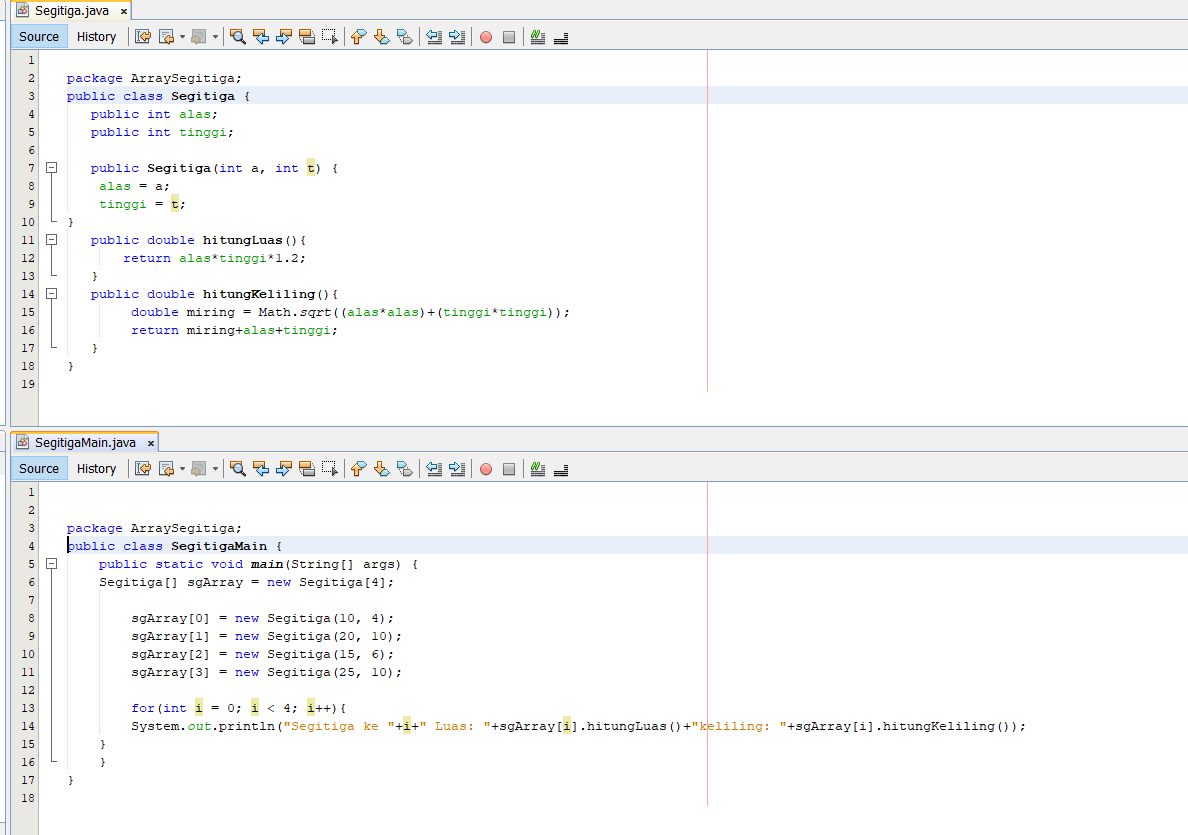 Segitiga.java ×
Source History
1
2 package ArraySegitiga;
3 public class Segitiga {
4 public int alas;
5 public int tinggi;
6
7 public Segitiga(int a, int t) {
8 alas = a;
9 tinggi = t;
10 }
11 public double hitungLuas(){
12 return alas*tinggi*1.2;
13 }
14 public double hitungKeliling(){
15 double miring = Math.sqrt((alas*alas)+(tinggi*tinggi));
16 return miring+alas+tinggi;
17 }
18 }
19
SegitigaMain.java ×
Source History
1
2
3 package ArraySegitiga;
4 public class SegitigaMain {
5 public static void main(String[] args) {
6 Segitiga[] sgArray = new Segitiga[4];
7
8 sgArray[0] = new Segitiga(10, 4);
9 sgArray[1] = new Segitiga(20, 10);
10 sgArray[2] = new Segitiga(15, 6);
11 sgArray[3] = new Segitiga(25, 10);
12
13 for(int i = 0; i < 4; i++){
14 System.out.println("Segitiga ke "+i+" Luas: "+sgArray[i].hitungLuas()+"keliling: "+sgArray[i].hitungKeliling());
15 }
16 }
17 }
18